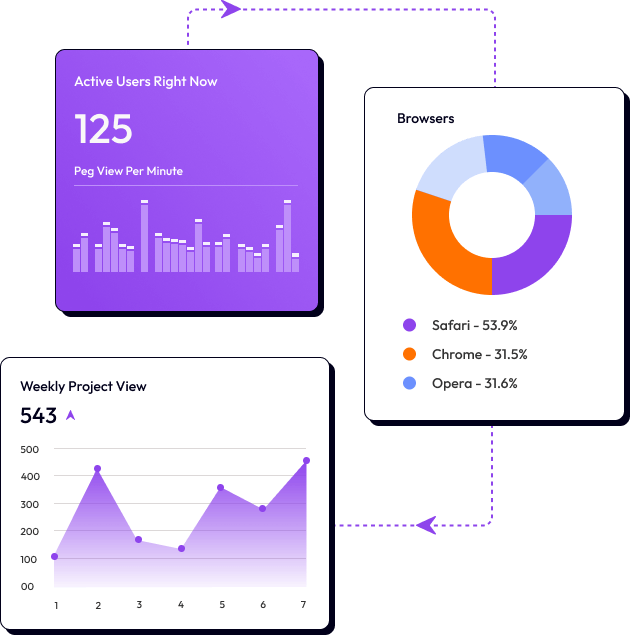 Active Users Right Now
125
Peg View Per Minute
Browsers
Safari - 53.9%
Chrome - 31.5%
Opera - 31.6%
Weekly Project View
543
500
400
300
200
100
00
1 2 3 4 5 6 7